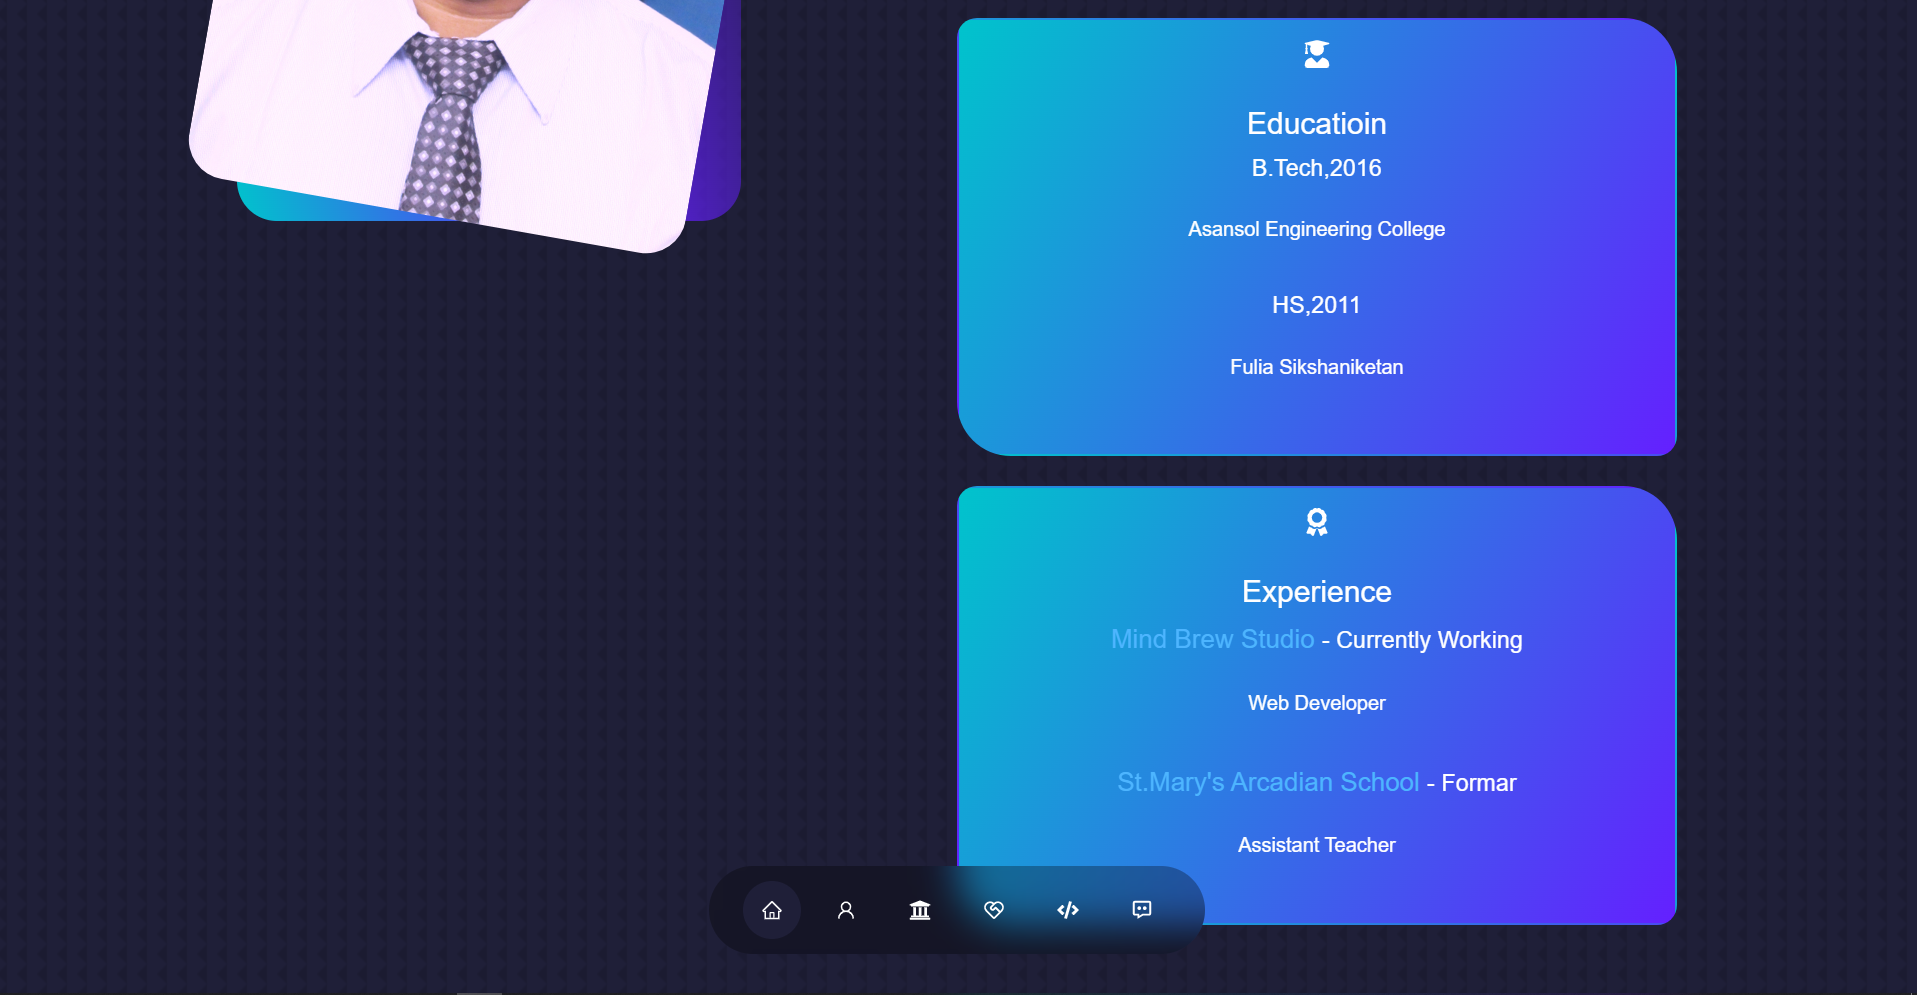 Educatioin
B.Tech,2016
Asansol Engineering College
HS,2011
Fulia Sikshaniketan
Experience
Mind Brew Studio - Currently Working
Web Developer
St.Mary's Arcadian School - Formar
Assistant Teacher